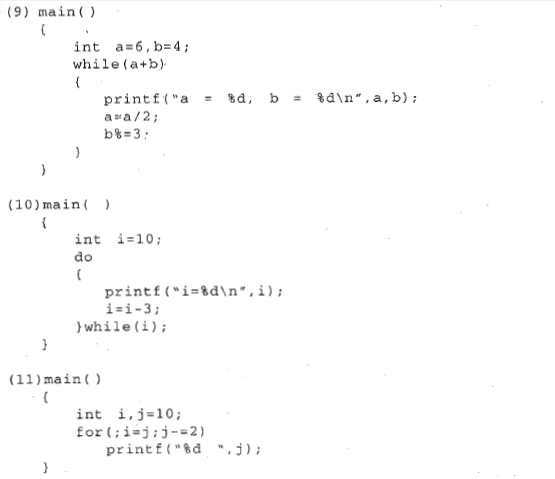 (9) main()
{
int a=6,b=4;
while(a+b)
{
printf("a = %d, b = %d\n",a,b);
a=a/2;
b%=3;
}
}
(10)main( )
{
int i=10;
do
{
printf("i=%d\n",i);
i=i-3;
}while(i);
}
(11)main()
{
int i,j=10;
for(;i=j;j-=2)
printf("%d ",j);
}